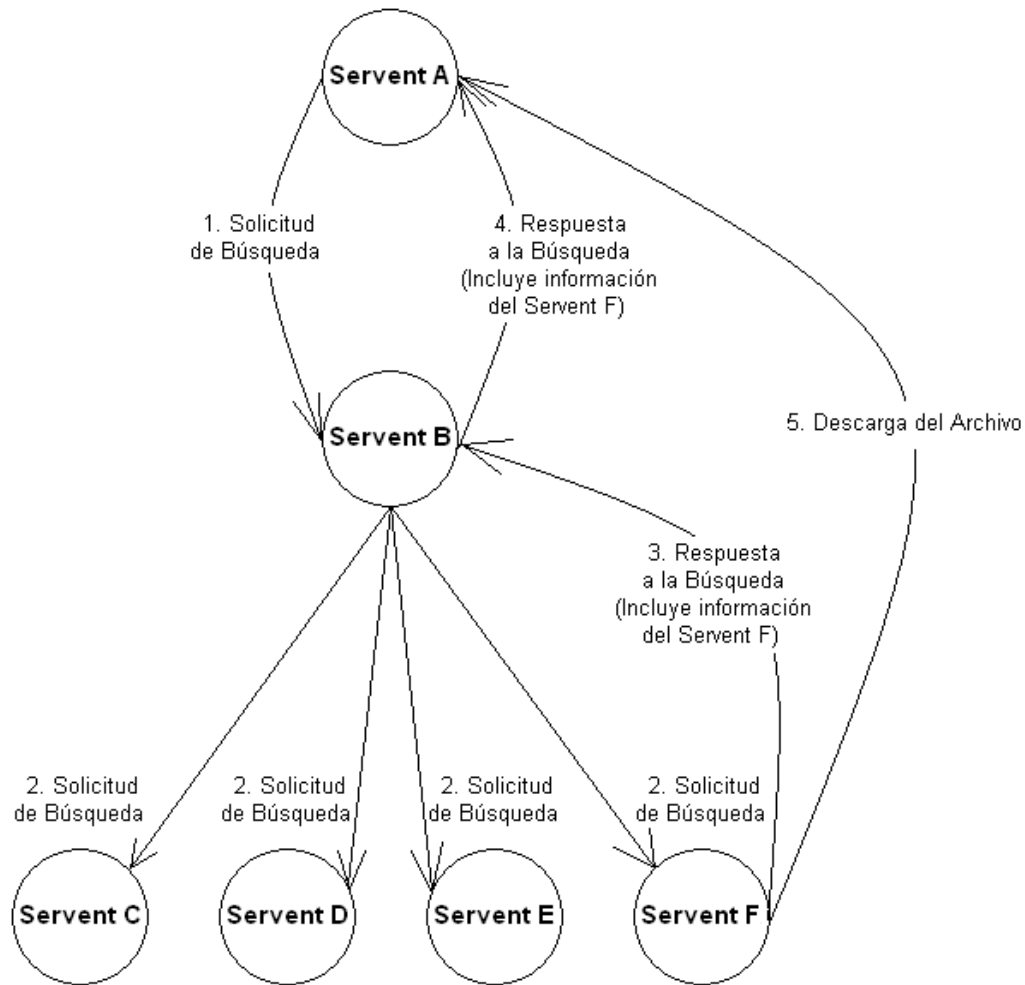 Servent A
1. Solicitud
de Búsqueda
4. Respuesta
a la Búsqueda
(Incluye información
del Servent F)
5. Descarga del Archivo
Servent B
3. Respuesta
a la Búsqueda
(Incluye información
del Servent F)
2. Solicitud
de Búsqueda
2. Solicitud
de Búsqueda
2. Solicitud
de Búsqueda
2. Solicitud
de Búsqueda
Servent C
Servent D
Servent E
Servent F